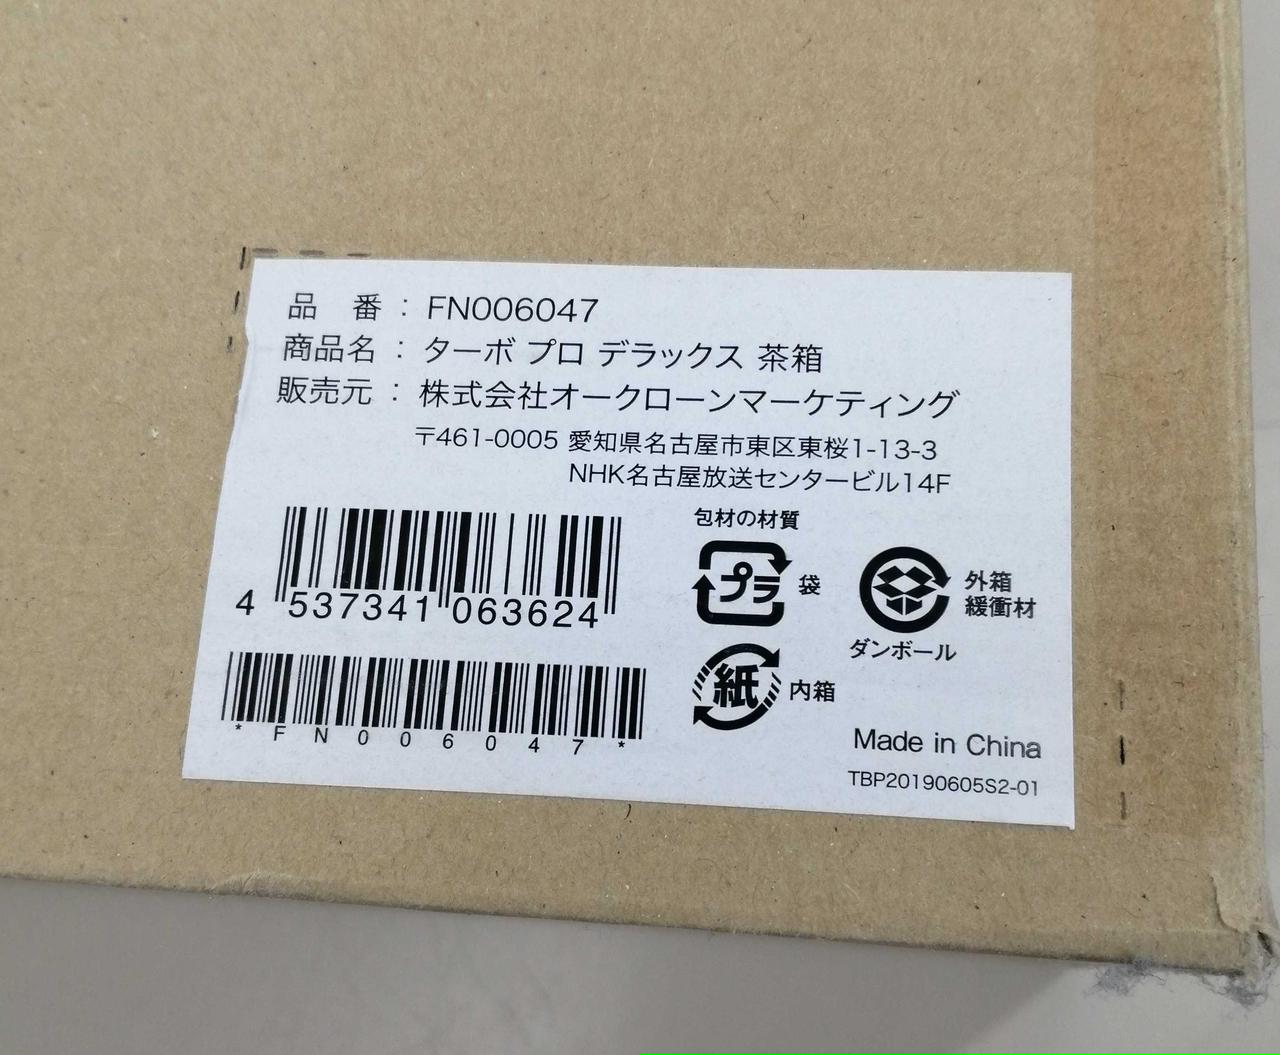 品　番 : FN006047
商品名 : ターボ プロ デラックス 茶箱
販売元 : 株式会社オークローンマーケティング
〒461-0005 愛知県名古屋市東区東桜1-13-3
NHK名古屋放送センタービル14F
包材の材質
プラ 袋
外箱
緩衝材
ダンボール
紙 内箱
4 537341 063624
*FN006047*
Made in China
TBP20190605S2-01